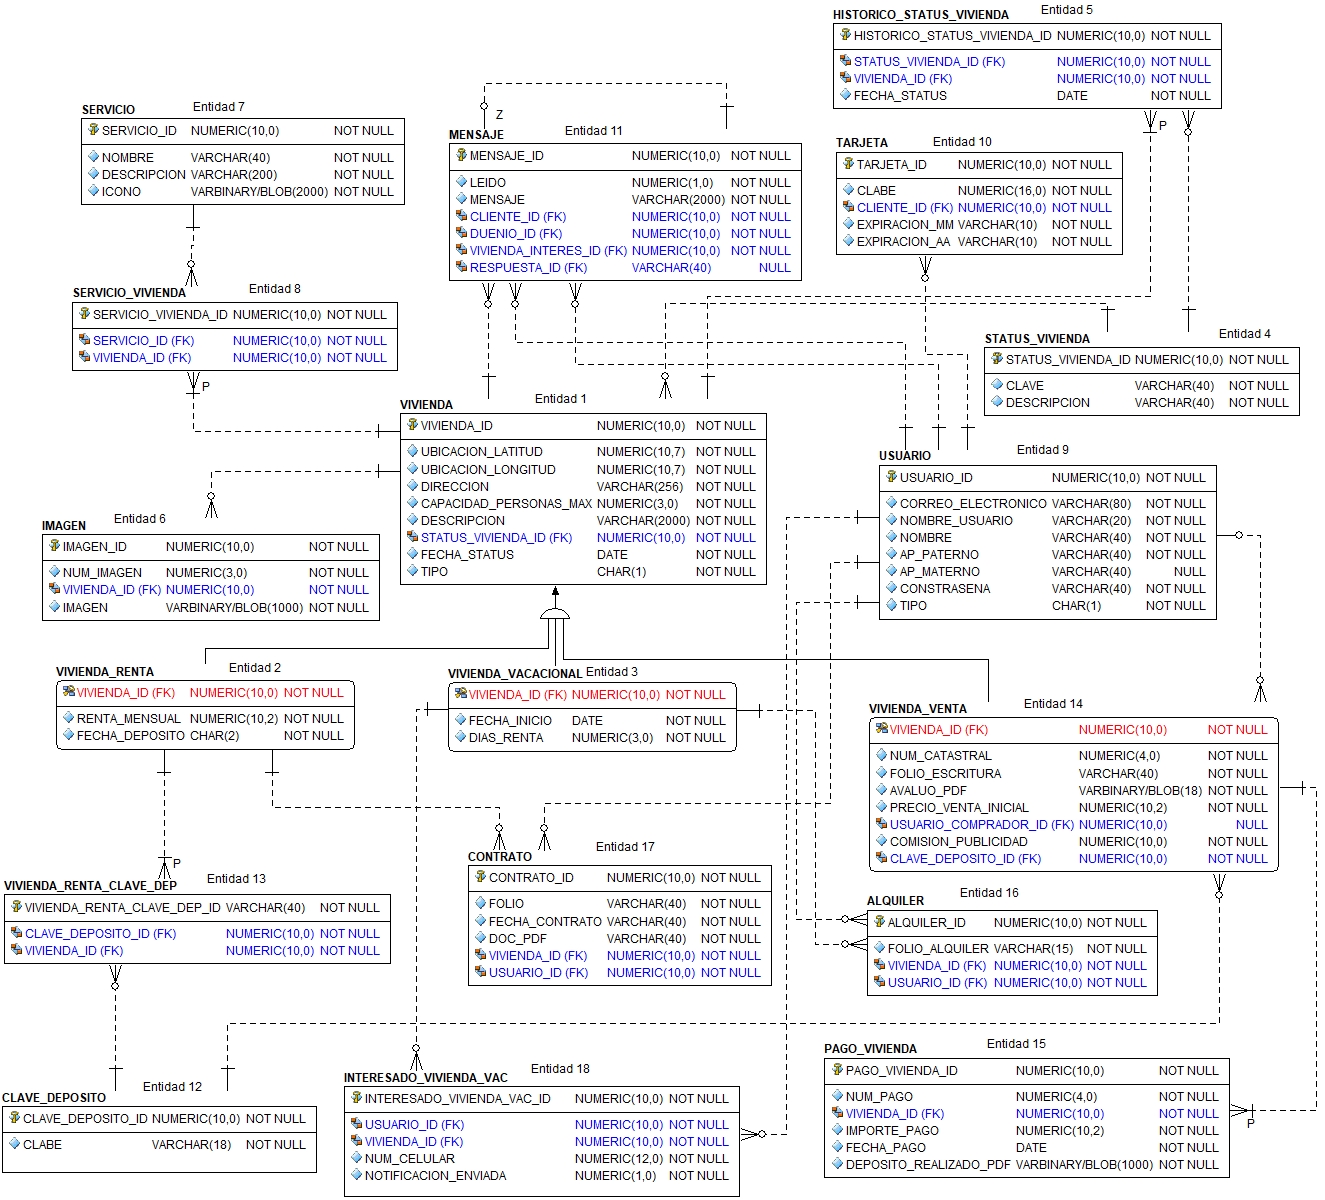 HISTORICO_STATUS_VIVIENDA Entidad 5
HISTORICO_STATUS_VIVIENDA_ID NUMERIC(10,0) NOT NULL
STATUS_VIVIENDA_ID (FK) NUMERIC(10,0) NOT NULL
VIVIENDA_ID (FK) NUMERIC(10,0) NOT NULL
FECHA_STATUS DATE NOT NULL
P
SERVICIO Entidad 7
SERVICIO_ID NUMERIC(10,0) NOT NULL
NOMBRE VARCHAR(40) NOT NULL
DESCRIPCION VARCHAR(200) NOT NULL
ICONO VARBINARY/BLOB(2000) NOT NULL
Z
MENSAJE Entidad 11
MENSAJE_ID NUMERIC(10,0) NOT NULL
LEIDO NUMERIC(1,0) NOT NULL
MENSAJE VARCHAR(2000) NOT NULL
CLIENTE_ID (FK) NUMERIC(10,0) NOT NULL
DUENIO_ID (FK) NUMERIC(10,0) NOT NULL
VIVIENDA_INTERES_ID (FK) NUMERIC(10,0) NOT NULL
RESPUESTA_ID (FK) VARCHAR(40) NULL
TARJETA Entidad 10
TARJETA_ID NUMERIC(10,0) NOT NULL
CLABE NUMERIC(16,0) NOT NULL
CLIENTE_ID (FK) NUMERIC(10,0) NOT NULL
EXPIRACION_MM VARCHAR(10) NOT NULL
EXPIRACION_AA VARCHAR(10) NOT NULL
SERVICIO_VIVIENDA Entidad 8
SERVICIO_VIVIENDA_ID NUMERIC(10,0) NOT NULL
SERVICIO_ID (FK) NUMERIC(10,0) NOT NULL
VIVIENDA_ID (FK) NUMERIC(10,0) NOT NULL
P
STATUS_VIVIENDA Entidad 4
STATUS_VIVIENDA_ID NUMERIC(10,0) NOT NULL
CLAVE VARCHAR(40) NOT NULL
DESCRIPCION VARCHAR(40) NOT NULL
VIVIENDA Entidad 1
VIVIENDA_ID NUMERIC(10,0) NOT NULL
UBICACION_LATITUD NUMERIC(10,7) NOT NULL
UBICACION_LONGITUD NUMERIC(10,7) NOT NULL
DIRECCION VARCHAR(256) NOT NULL
CAPACIDAD_PERSONAS_MAX NUMERIC(3,0) NOT NULL
DESCRIPCION VARCHAR(2000) NOT NULL
STATUS_VIVIENDA_ID (FK) NUMERIC(10,0) NOT NULL
FECHA_STATUS DATE NOT NULL
TIPO CHAR(1) NOT NULL
USUARIO Entidad 9
USUARIO_ID NUMERIC(10,0) NOT NULL
CORREO_ELECTRONICO VARCHAR(80) NOT NULL
NOMBRE_USUARIO VARCHAR(20) NOT NULL
NOMBRE VARCHAR(40) NOT NULL
AP_PATERNO VARCHAR(40) NOT NULL
AP_MATERNO VARCHAR(40) NULL
CONSTRASENA VARCHAR(40) NOT NULL
TIPO CHAR(1) NOT NULL
IMAGEN Entidad 6
IMAGEN_ID NUMERIC(10,0) NOT NULL
NUM_IMAGEN NUMERIC(3,0) NOT NULL
VIVIENDA_ID (FK) NUMERIC(10,0) NOT NULL
IMAGEN VARBINARY/BLOB(1000) NOT NULL
VIVIENDA_RENTA Entidad 2
VIVIENDA_ID (FK) NUMERIC(10,0) NOT NULL
RENTA_MENSUAL NUMERIC(10,2) NOT NULL
FECHA_DEPOSITO CHAR(2) NOT NULL
VIVIENDA_VACACIONAL Entidad 3
VIVIENDA_ID (FK) NUMERIC(10,0) NOT NULL
FECHA_INICIO DATE NOT NULL
DIAS_RENTA NUMERIC(3,0) NOT NULL
VIVIENDA_VENTA Entidad 14
VIVIENDA_ID (FK) NUMERIC(10,0) NOT NULL
NUM_CATASTRAL NUMERIC(4,0) NOT NULL
FOLIO_ESCRITURA VARCHAR(40) NOT NULL
AVALUO_PDF VARBINARY/BLOB(18) NOT NULL
PRECIO_VENTA_INICIAL NUMERIC(10,2) NOT NULL
USUARIO_COMPRADOR_ID (FK) NUMERIC(10,0) NULL
COMISION_PUBLICIDAD NUMERIC(10,0) NOT NULL
CLAVE_DEPOSITO_ID (FK) NUMERIC(10,0) NOT NULL
P
VIVIENDA_RENTA_CLAVE_DEP Entidad 13
VIVIENDA_RENTA_CLAVE_DEP_ID VARCHAR(40) NOT NULL
CLAVE_DEPOSITO_ID (FK) NUMERIC(10,0) NOT NULL
VIVIENDA_ID (FK) NUMERIC(10,0) NOT NULL
CONTRATO Entidad 17
CONTRATO_ID NUMERIC(10,0) NOT NULL
FOLIO VARCHAR(40) NOT NULL
FECHA_CONTRATO VARCHAR(40) NOT NULL
DOC_PDF VARCHAR(40) NOT NULL
VIVIENDA_ID (FK) NUMERIC(10,0) NOT NULL
USUARIO_ID (FK) NUMERIC(10,0) NOT NULL
ALQUILER Entidad 16
ALQUILER_ID NUMERIC(10,0) NOT NULL
FOLIO_ALQUILER VARCHAR(15) NOT NULL
VIVIENDA_ID (FK) NUMERIC(10,0) NOT NULL
USUARIO_ID (FK) NUMERIC(10,0) NOT NULL
CLAVE_DEPOSITO Entidad 12
CLAVE_DEPOSITO_ID NUMERIC(10,0) NOT NULL
CLABE VARCHAR(18) NOT NULL
INTERESADO_VIVIENDA_VAC Entidad 18
INTERESADO_VIVIENDA_VAC_ID NUMERIC(10,0) NOT NULL
USUARIO_ID (FK) NUMERIC(10,0) NOT NULL
VIVIENDA_ID (FK) NUMERIC(10,0) NOT NULL
NUM_CELULAR NUMERIC(12,0) NOT NULL
NOTIFICACION_ENVIADA NUMERIC(1,0) NOT NULL
PAGO_VIVIENDA Entidad 15
PAGO_VIVIENDA_ID NUMERIC(10,0) NOT NULL
NUM_PAGO NUMERIC(4,0) NOT NULL
VIVIENDA_ID (FK) NUMERIC(10,0) NOT NULL
IMPORTE_PAGO NUMERIC(10,2) NOT NULL
FECHA_PAGO DATE NOT NULL
DEPOSITO_REALIZADO_PDF VARBINARY/BLOB(1000) NOT NULL
P